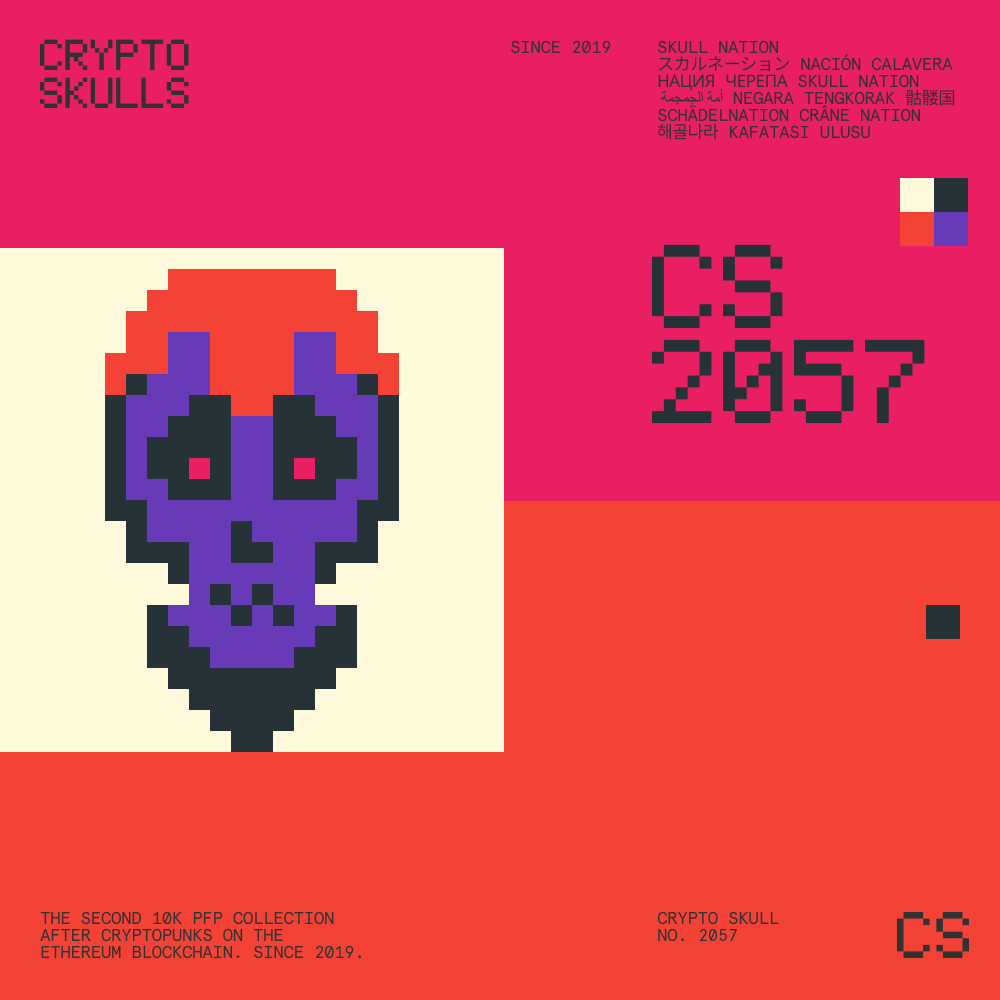 CRYPTO
SKULLS
SINCE 2019
SKULL NATION
スカルネーション NACIÓN CALAVERA
НАЦИЯ ЧЕРЕПА SKULL NATION
أمة الجمجمة NEGARA TENGKORAK 骷髅国
SCHÄDELNATION CRÂNE NATION
해골나라 KAFATASI ULUSU
CS
2057
THE SECOND 10K PFP COLLECTION
AFTER CRYPTOPUNKS ON THE
ETHEREUM BLOCKCHAIN. SINCE 2019.
CRYPTO SKULL
NO. 2057
CS